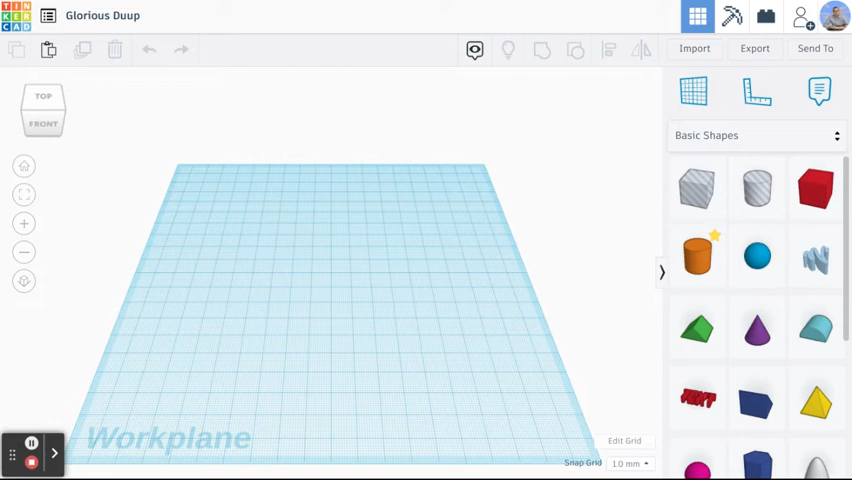 TIN
KER
CAD
Glorious Duup
Import
Export
Send To
TOP
FRONT
Basic Shapes
TEXT
Workplane
Edit Grid
Snap Grid
1.0 mm